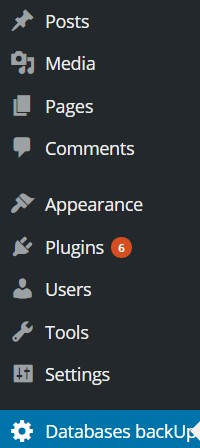 Posts
Media
Pages
Comments
Appearance
Plugins 6
Users
Tools
Settings
Databases backUp